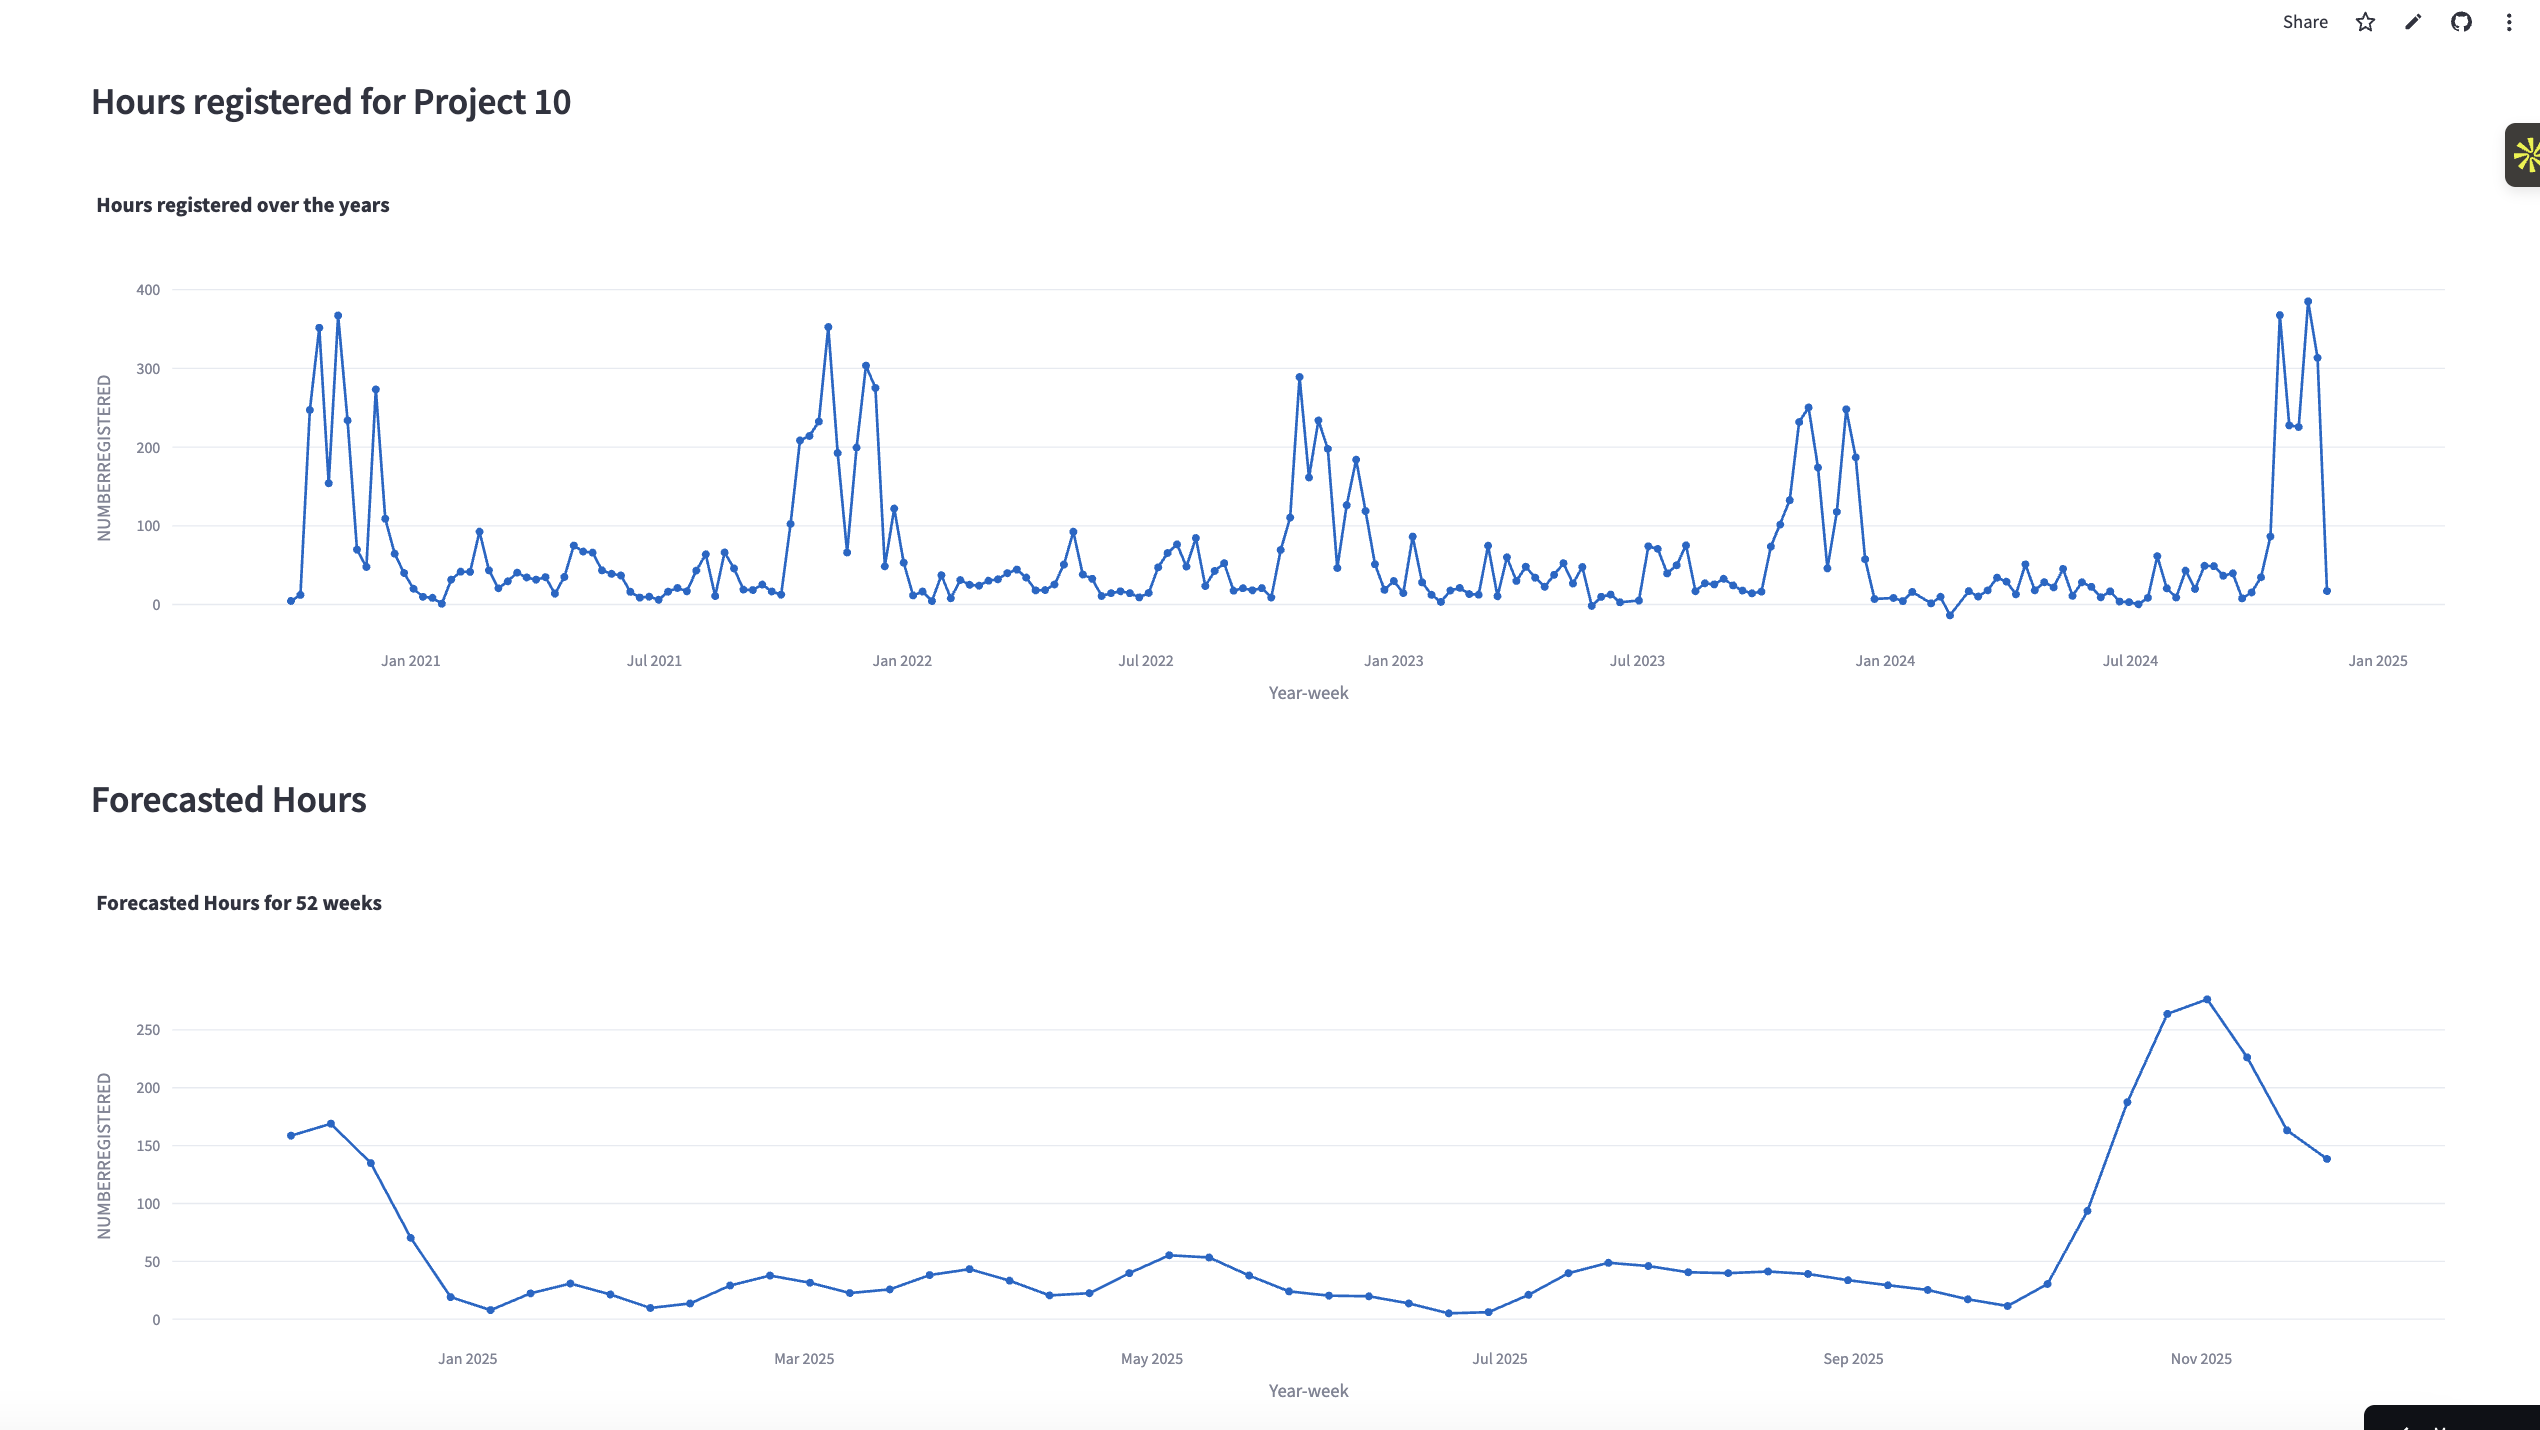 Share
Hours registered for Project 10
Hours registered over the years
NUMBERREGISTERED
400
300
200
100
0
Jan 2021 Jul 2021 Jan 2022 Jul 2022 Jan 2023 Jul 2023 Jan 2024 Jul 2024 Jan 2025
Year-week
Forecasted Hours
Forecasted Hours for 52 weeks
NUMBERREGISTERED
250
200
150
100
50
0
Jan 2025 Mar 2025 May 2025 Jul 2025 Sep 2025 Nov 2025
Year-week